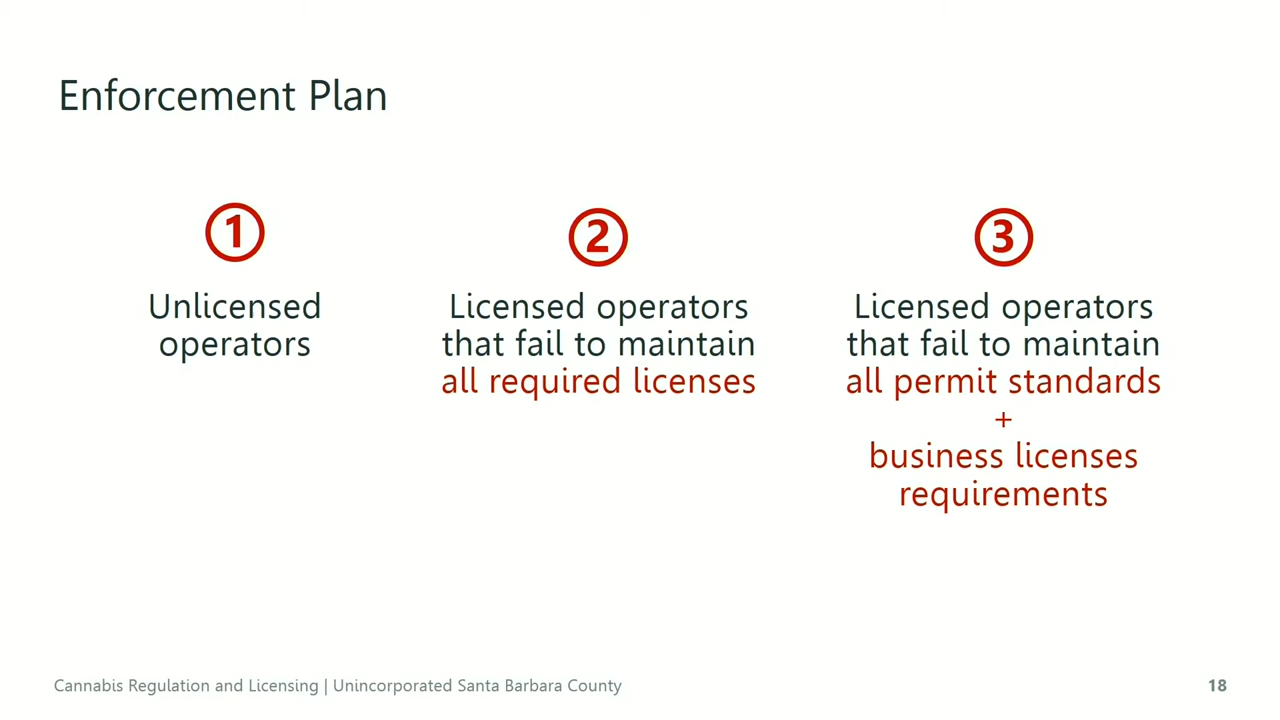 Enforcement Plan
①
Unlicensed
operators
②
Licensed operators
that fail to maintain
all required licenses
③
Licensed operators
that fail to maintain
all permit standards
+
business licenses
requirements
Cannabis Regulation and Licensing | Unincorporated Santa Barbara County
18